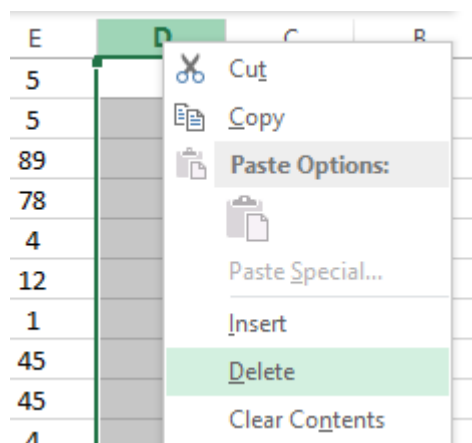 E D C B
5
5
89
78
4
12
1
45
45
4
Cut
Copy
Paste Options:
Paste Special...
Insert
Delete
Clear Contents